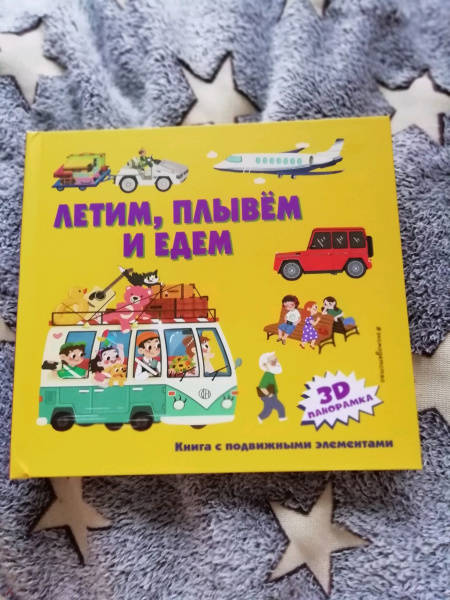 ЛЕТИМ, ПЛЫВЁМ
И ЕДЕМ
3D
ПАНОРАМКА
Книга с подвижными элементами